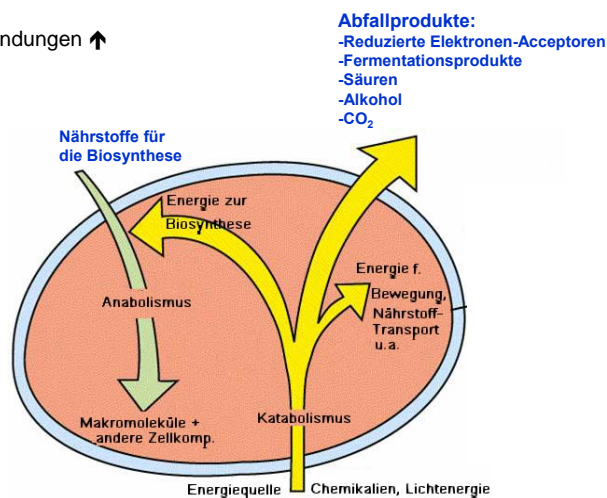 ndungen ↑
Abfallprodukte:
-Reduzierte Elektronen-Acceptoren
-Fermentationsprodukte
-Säuren
-Alkohol
-CO₂
Nährstoffe für
die Biosynthese
Energie zur
Biosynthese
Energie f.
Bewegung,
Nährstoff-
Transport
u.a.
Anabolismus
Makromoleküle +
andere Zellkomp.
Katabolismus
Energiequelle
Chemikalien, Lichtenergie